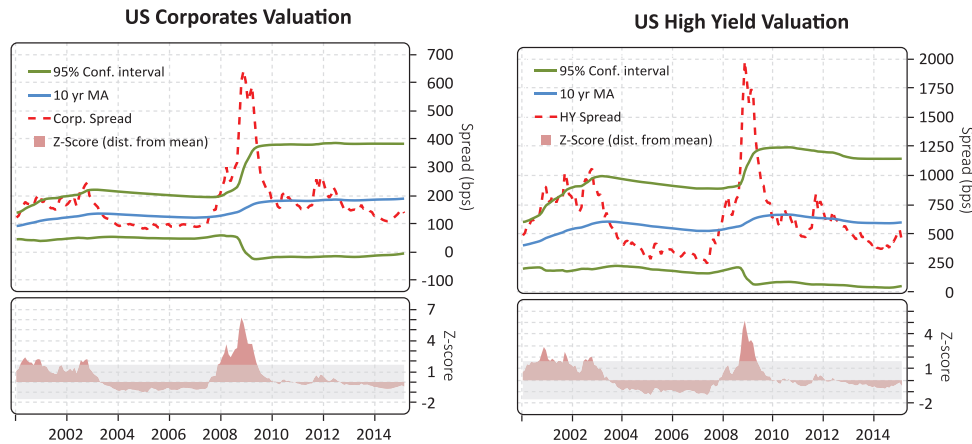 US Corporates Valuation
95% Conf. interval
10 yr MA
Corp. Spread
Z-Score (dist. from mean)
700
600
500
400
300
200
100
0
-100
Spread (bps)
7
4
1
-2
Z-score
2002 2004 2006 2008 2010 2012 2014
US High Yield Valuation
95% Conf. interval
10 yr MA
HY Spread
Z-Score (dist. from mean)
2000
1750
1500
1250
1000
750
500
250
0
Spread (bps)
4
1
-2
Z-score
2002 2004 2006 2008 2010 2012 2014